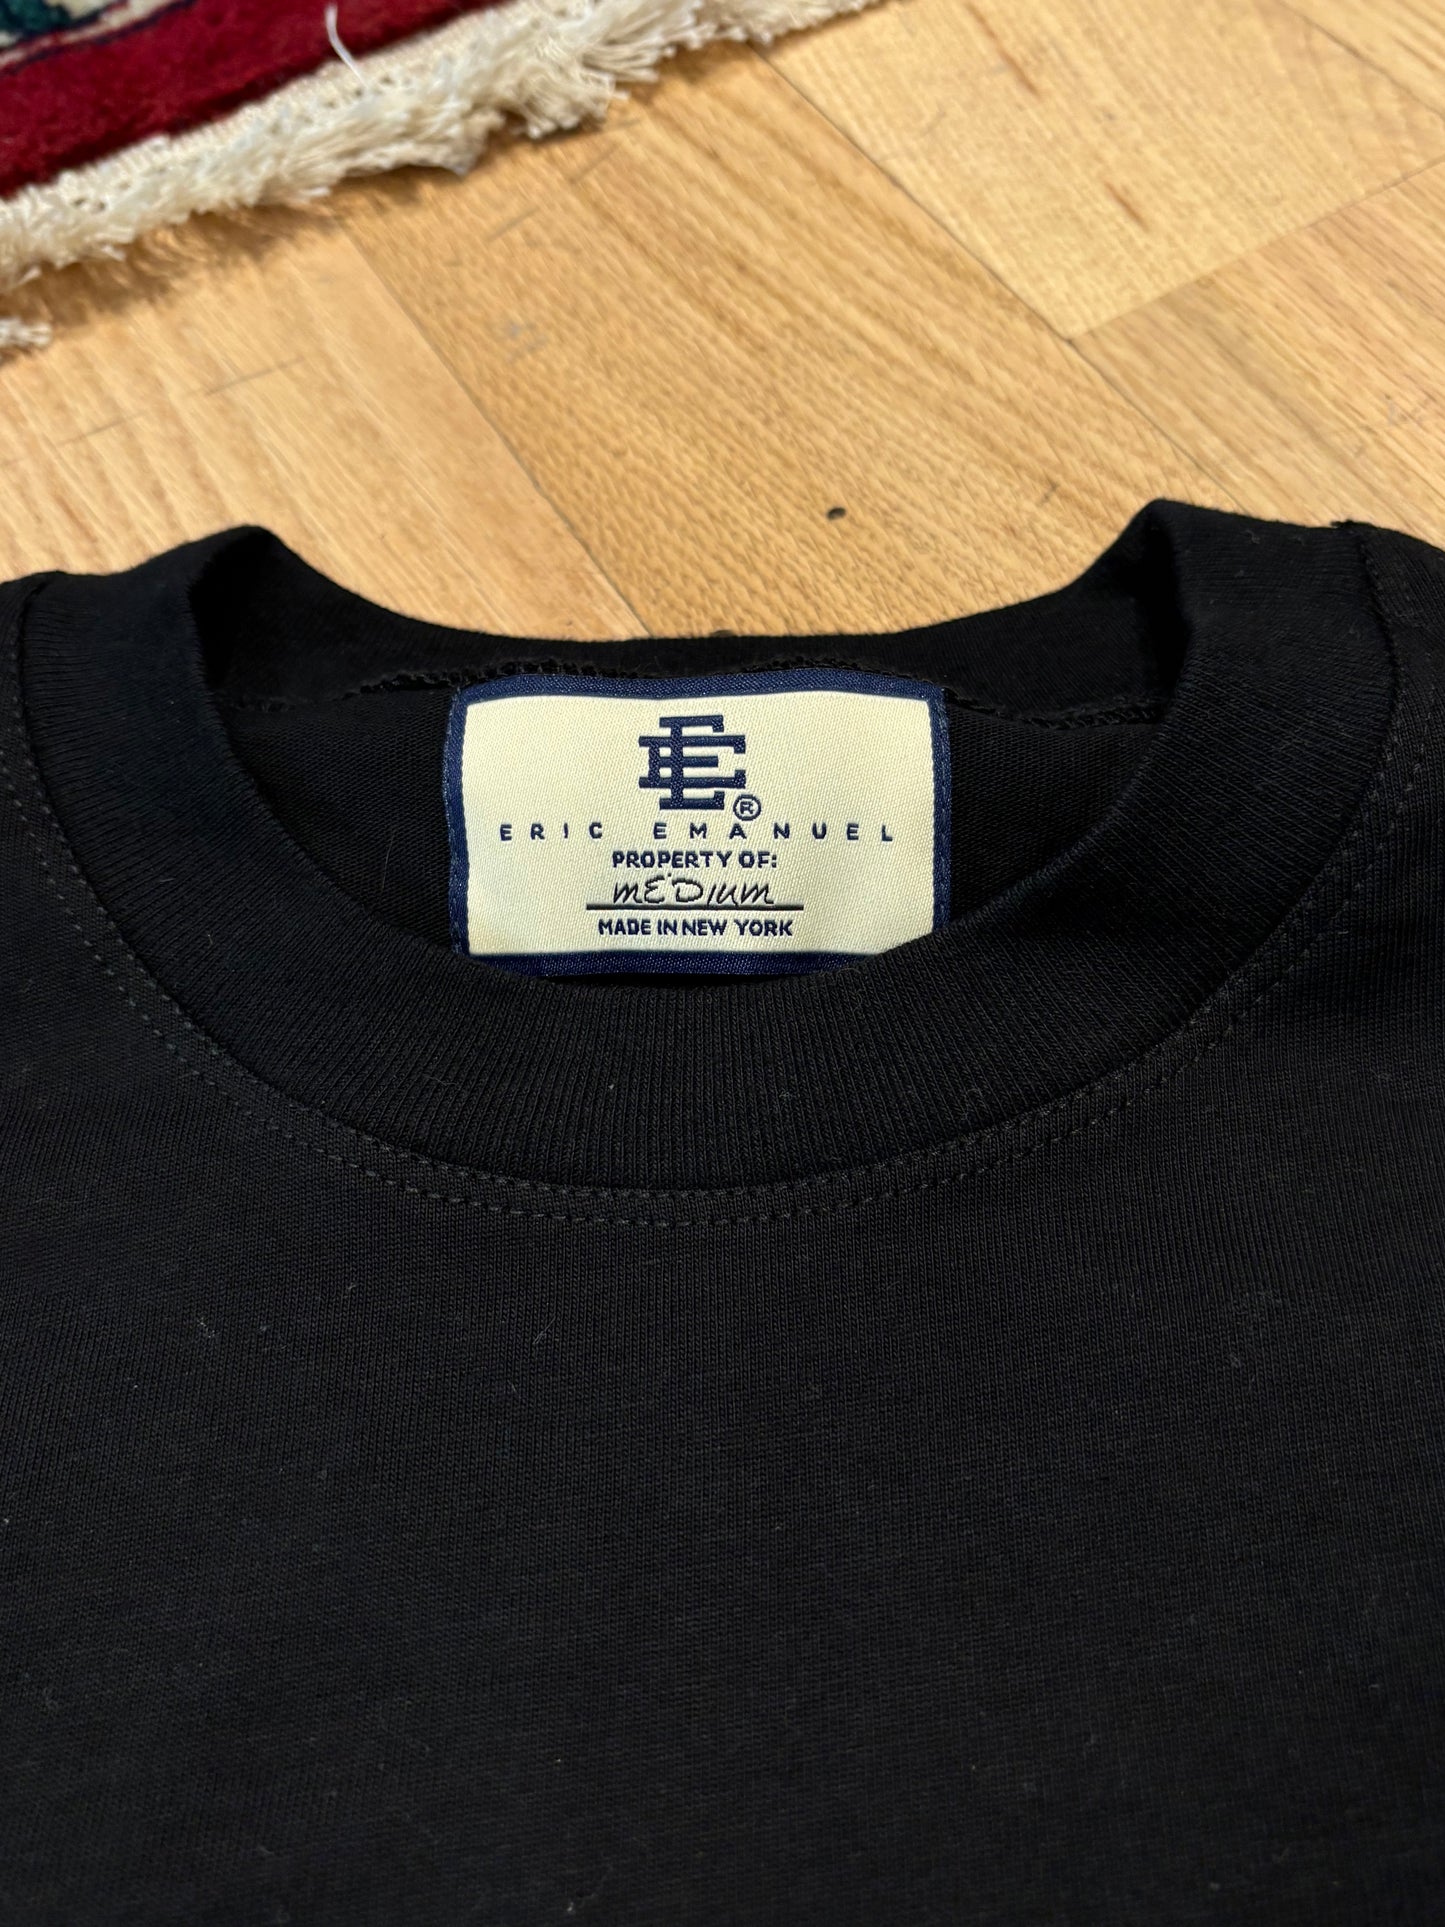 EE®
ERIC EMANUEL
PROPERTY OF:
MEDIUM
MADE IN NEW YORK